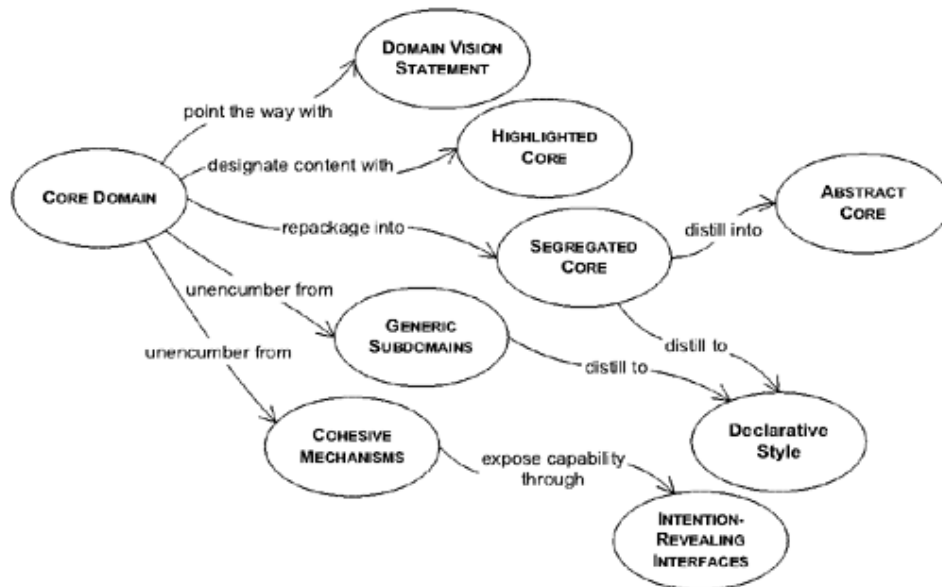 DOMAIN VISION
STATEMENT
point the way with
HIGHLIGHTED
CORE
designate content with
CORE DOMAIN
ABSTRACT
CORE
repackage into
distill into
SEGREGATED
CORE
unencumber from
GENERIC
SUBDOMAINS
distill to
distill to
unencumber from
Declarative
Style
COHESIVE
MECHANISMS
expose capability
through
INTENTION-
REVEALING
INTERFACES